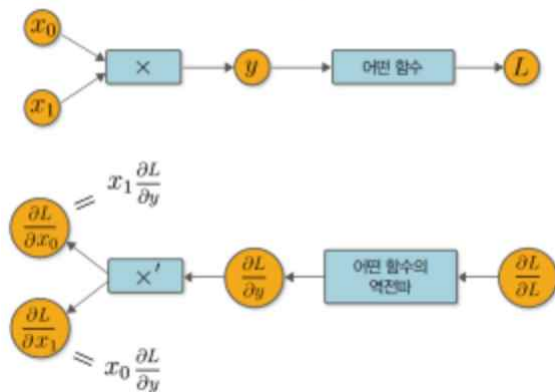 x₀
× y 어떤 함수 L
x₁
∂L/∂x₀ = x₁ ∂L/∂y
×′ ∂L/∂y 어떤 함수의
역전파 ∂L/∂L
∂L/∂x₁ = x₀ ∂L/∂y